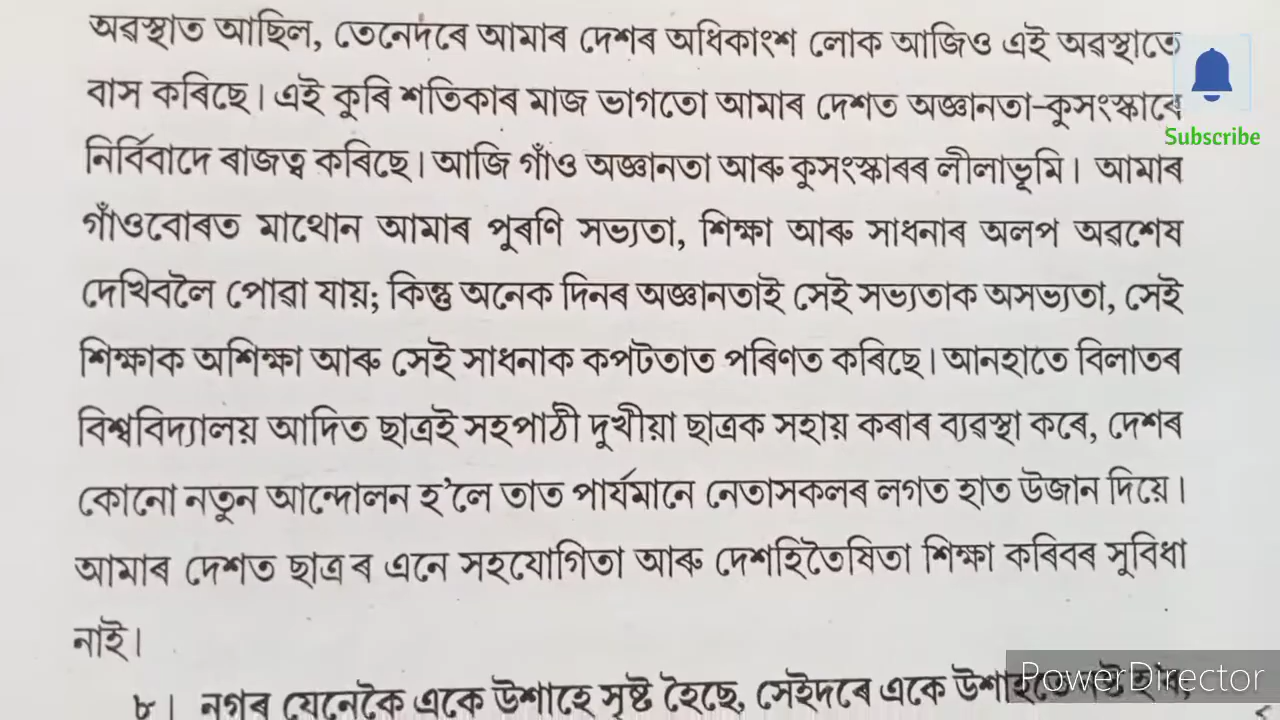 অৱস্থাত আছিল, তেনেদৰে আমাৰ দেশৰ অধিকাংশ লোক আজিও এই অৱস্থাতে
বাস কৰিছে। এই কুৰি শতিকাৰ মাজ ভাগতো আমাৰ দেশত অজ্ঞানতা-কুসংস্কাৰে
নিৰ্বিবাদে ৰাজত্ব কৰিছে। আজি গাঁও অজ্ঞানতা আৰু কুসংস্কাৰৰ লীলাভূমি। আমাৰ
গাঁওবোৰত মাথোন আমাৰ পুৰণি সভ্যতা, শিক্ষা আৰু সাধনাৰ অলপ অৱশেষ
দেখিবলৈ পোৱা যায়; কিন্তু অনেক দিনৰ অজ্ঞানতাই সেই সভ্যতাক অসভ্যতা, সেই
শিক্ষাক অশিক্ষা আৰু সেই সাধনাক কপটতাত পৰিণত কৰিছে। আনহাতে বিলাতৰ
বিশ্ববিদ্যালয় আদিত ছাত্ৰই সহপাঠী দুখীয়া ছাত্ৰক সহায় কৰাৰ ব্যৱস্থা কৰে, দেশৰ
কোনো নতুন আন্দোলন হ’লে তাত পাৰ্যমানে নেতাসকলৰ লগত হাত উজান দিয়ে।
আমাৰ দেশত ছাত্ৰৰ এনে সহযোগিতা আৰু দেশহিতৈষিতা শিক্ষা কৰিবৰ সুবিধা
নাই।
৮। নগৰ যেনেকৈ একে উশাহে সৃষ্ট হৈছে, সেইদৰে একে
Subscribe
PowerDirector